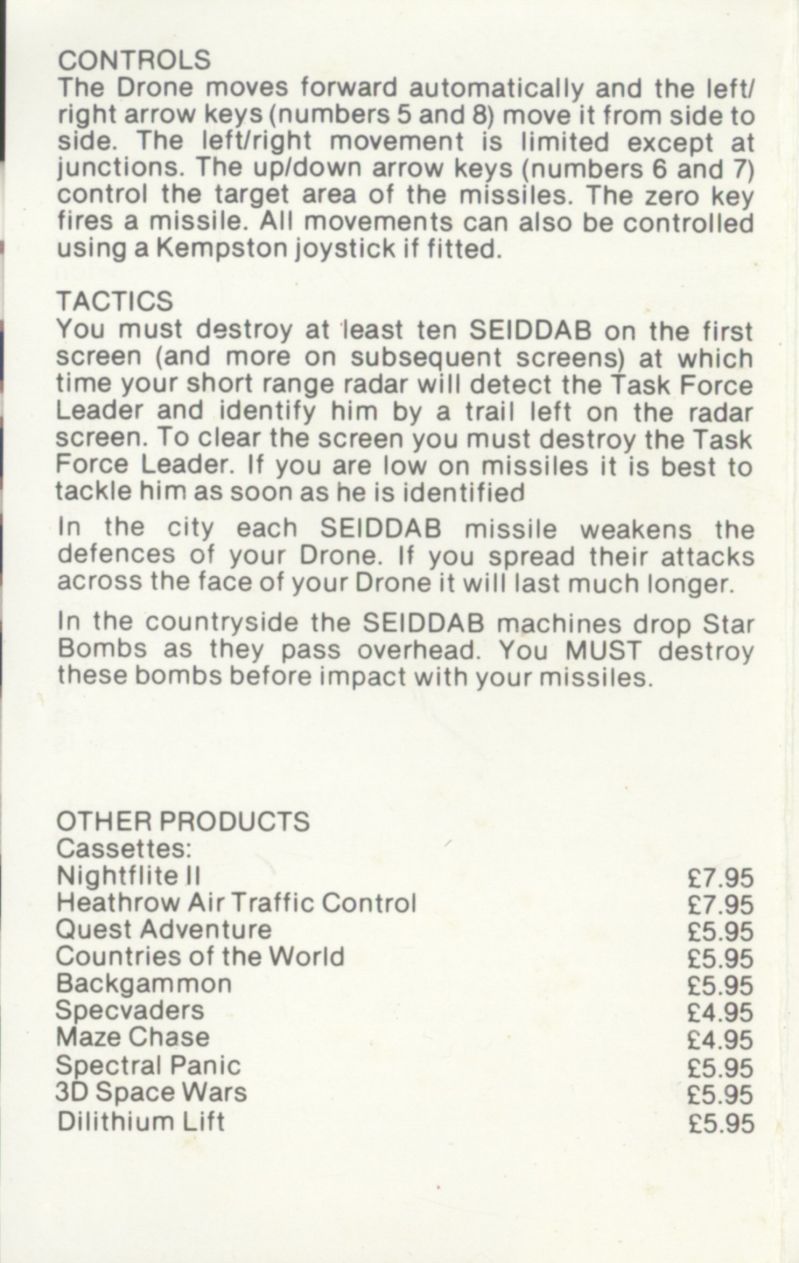 CONTROLS
The Drone moves forward automatically and the left/
right arrow keys (numbers 5 and 8) move it from side to
side. The left/right movement is limited except at
junctions. The up/down arrow keys (numbers 6 and 7)
control the target area of the missiles. The zero key
fires a missile. All movements can also be controlled
using a Kempston joystick if fitted.
TACTICS
You must destroy at least ten SEIDDAB on the first
screen (and more on subsequent screens) at which
time your short range radar will detect the Task Force
Leader and identify him by a trail left on the radar
screen. To clear the screen you must destroy the Task
Force Leader. If you are low on missiles it is best to
tackle him as soon as he is identified
In the city each SEIDDAB missile weakens the
defences of your Drone. If you spread their attacks
across the face of your Drone it will last much longer.
In the countryside the SEIDDAB machines drop Star
Bombs as they pass overhead. You MUST destroy
these bombs before impact with your missiles.
OTHER PRODUCTS
Cassettes:
Nightflite II £7.95
Heathrow Air Traffic Control £7.95
Quest Adventure £5.95
Countries of the World £5.95
Backgammon £5.95
Specvaders £4.95
Maze Chase £4.95
Spectral Panic £5.95
3D Space Wars £5.95
Dilithium Lift £5.95